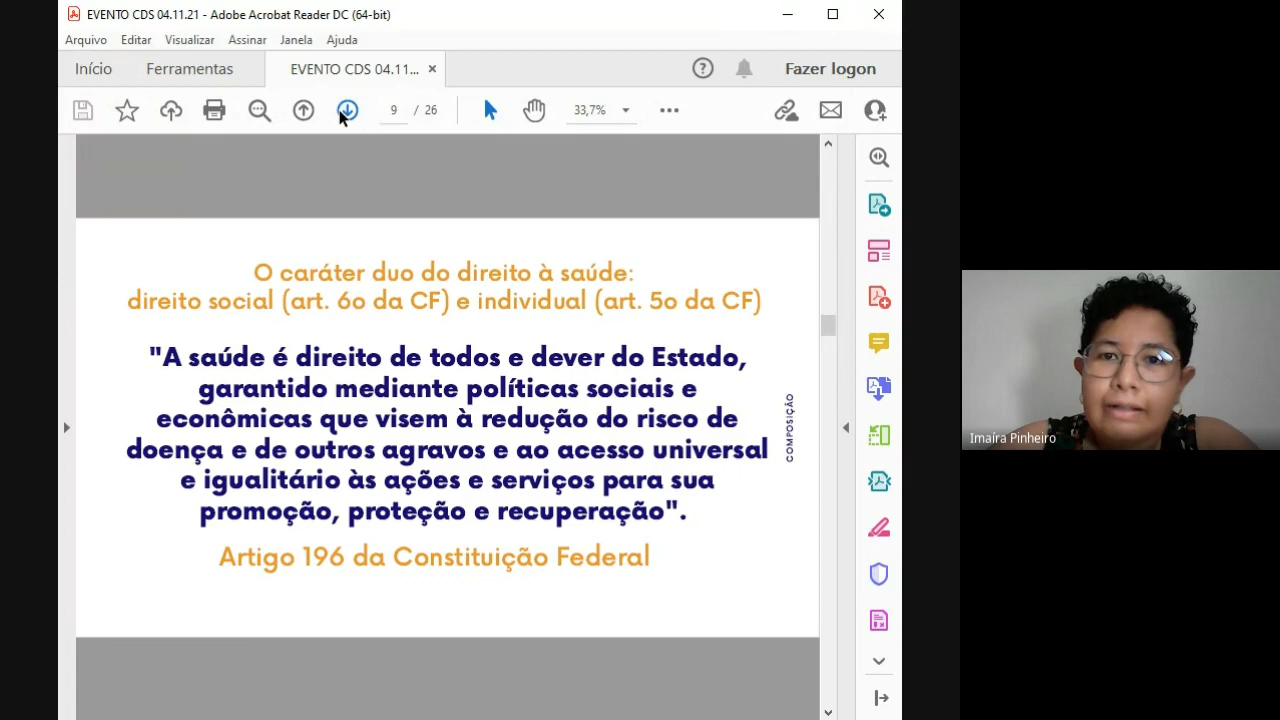 EVENTO CDS 04.11.21 - Adobe Acrobat Reader DC (64-bit)
Arquivo Editar Visualizar Assinar Janela Ajuda
Início Ferramentas EVENTO CDS 04.11... × Fazer logon
9 / 26 33,7%
O caráter duo do direito à saúde:
direito social (art. 6o da CF) e individual (art. 5o da CF)
"A saúde é direito de todos e dever do Estado,
garantido mediante políticas sociais e
econômicas que visem à redução do risco de
doença e de outros agravos e ao acesso universal
e igualitário às ações e serviços para sua
promoção, proteção e recuperação".
Artigo 196 da Constituição Federal
COMPOSIÇÃO
Imaíra Pinheiro